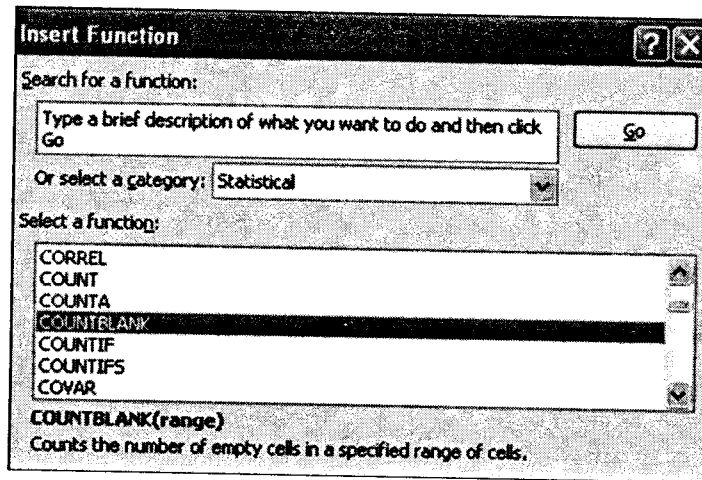 Insert Function
Search for a function:
Type a brief description of what you want to do and then click
Go
Go
Or select a category: Statistical
Select a function:
CORREL
COUNT
COUNTA
COUNTBLANK
COUNTIF
COUNTIFS
COVAR
COUNTBLANK(range)
Counts the number of empty cells in a specified range of cells.